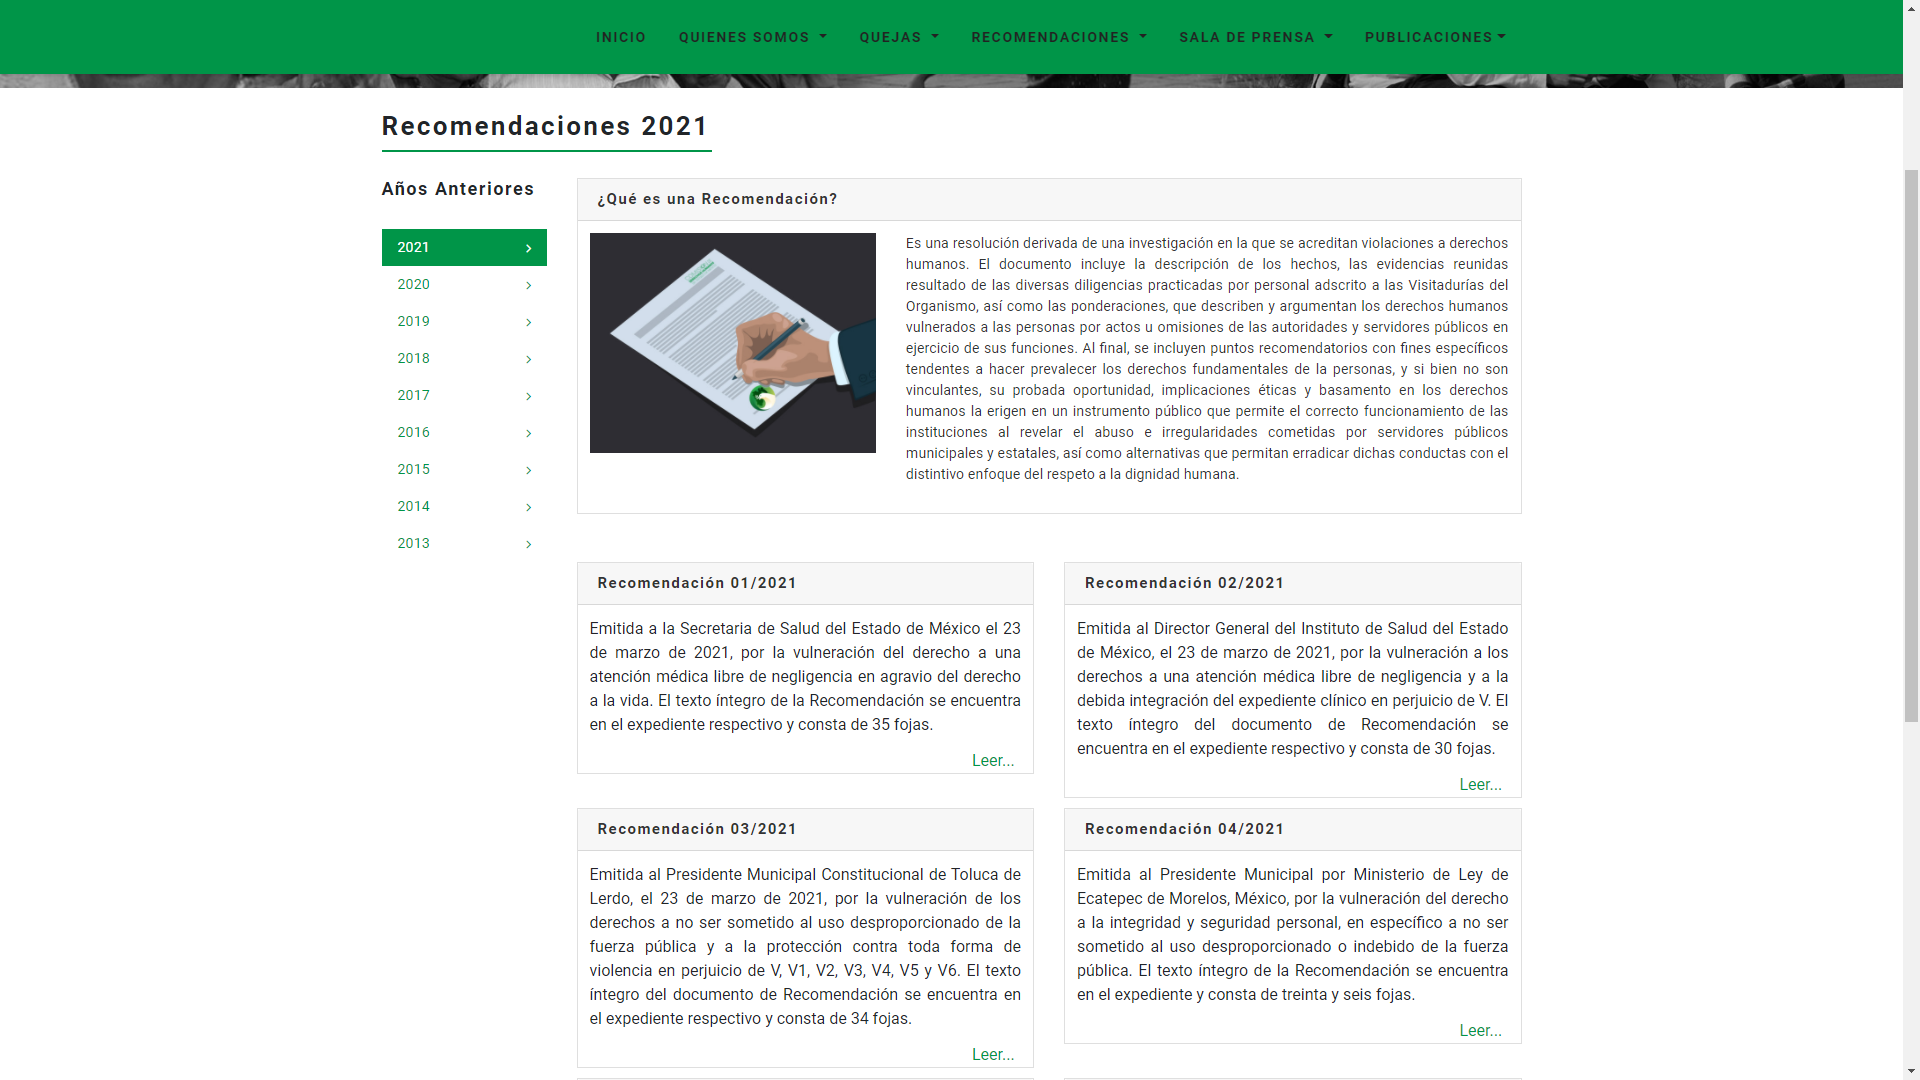 INICIO QUIENES SOMOS QUEJAS RECOMENDACIONES SALA DE PRENSA PUBLICACIONES
Recomendaciones 2021
Años Anteriores
2021
2020
2019
2018
2017
2016
2015
2014
2013
¿Qué es una Recomendación?
Es una resolución derivada de una investigación en la que se acreditan violaciones a derechos
humanos. El documento incluye la descripción de los hechos, las evidencias reunidas
resultado de las diversas diligencias practicadas por personal adscrito a las Visitadurías del
Organismo, así como las ponderaciones, que describen y argumentan los derechos humanos
vulnerados a las personas por actos u omisiones de las autoridades y servidores públicos en
ejercicio de sus funciones. Al final, se incluyen puntos recomendatorios con fines específicos
tendentes a hacer prevalecer los derechos fundamentales de la personas, y si bien no son
vinculantes, su probada oportunidad, implicaciones éticas y basamento en los derechos
humanos la erigen en un instrumento público que permite el correcto funcionamiento de las
instituciones al revelar el abuso e irregularidades cometidas por servidores públicos
municipales y estatales, así como alternativas que permitan erradicar dichas conductas con el
distintivo enfoque del respeto a la dignidad humana.
Recomendación 01/2021
Emitida a la Secretaria de Salud del Estado de México el 23
de marzo de 2021, por la vulneración del derecho a una
atención médica libre de negligencia en agravio del derecho
a la vida. El texto íntegro de la Recomendación se encuentra
en el expediente respectivo y consta de 35 fojas.
Leer...
Recomendación 02/2021
Emitida al Director General del Instituto de Salud del Estado
de México, el 23 de marzo de 2021, por la vulneración a los
derechos a una atención médica libre de negligencia y a la
debida integración del expediente clínico en perjuicio de V. El
texto íntegro del documento de Recomendación se
encuentra en el expediente respectivo y consta de 30 fojas.
Leer...
Recomendación 03/2021
Emitida al Presidente Municipal Constitucional de Toluca de
Lerdo, el 23 de marzo de 2021, por la vulneración de los
derechos a no ser sometido al uso desproporcionado de la
fuerza pública y a la protección contra toda forma de
violencia en perjuicio de V, V1, V2, V3, V4, V5 y V6. El texto
íntegro del documento de Recomendación se encuentra en
el expediente respectivo y consta de 34 fojas.
Leer...
Recomendación 04/2021
Emitida al Presidente Municipal por Ministerio de Ley de
Ecatepec de Morelos, México, por la vulneración del derecho
a la integridad y seguridad personal, en específico a no ser
sometido al uso desproporcionado o indebido de la fuerza
pública. El texto íntegro de la Recomendación se encuentra
en el expediente y consta de treinta y seis fojas.
Leer...